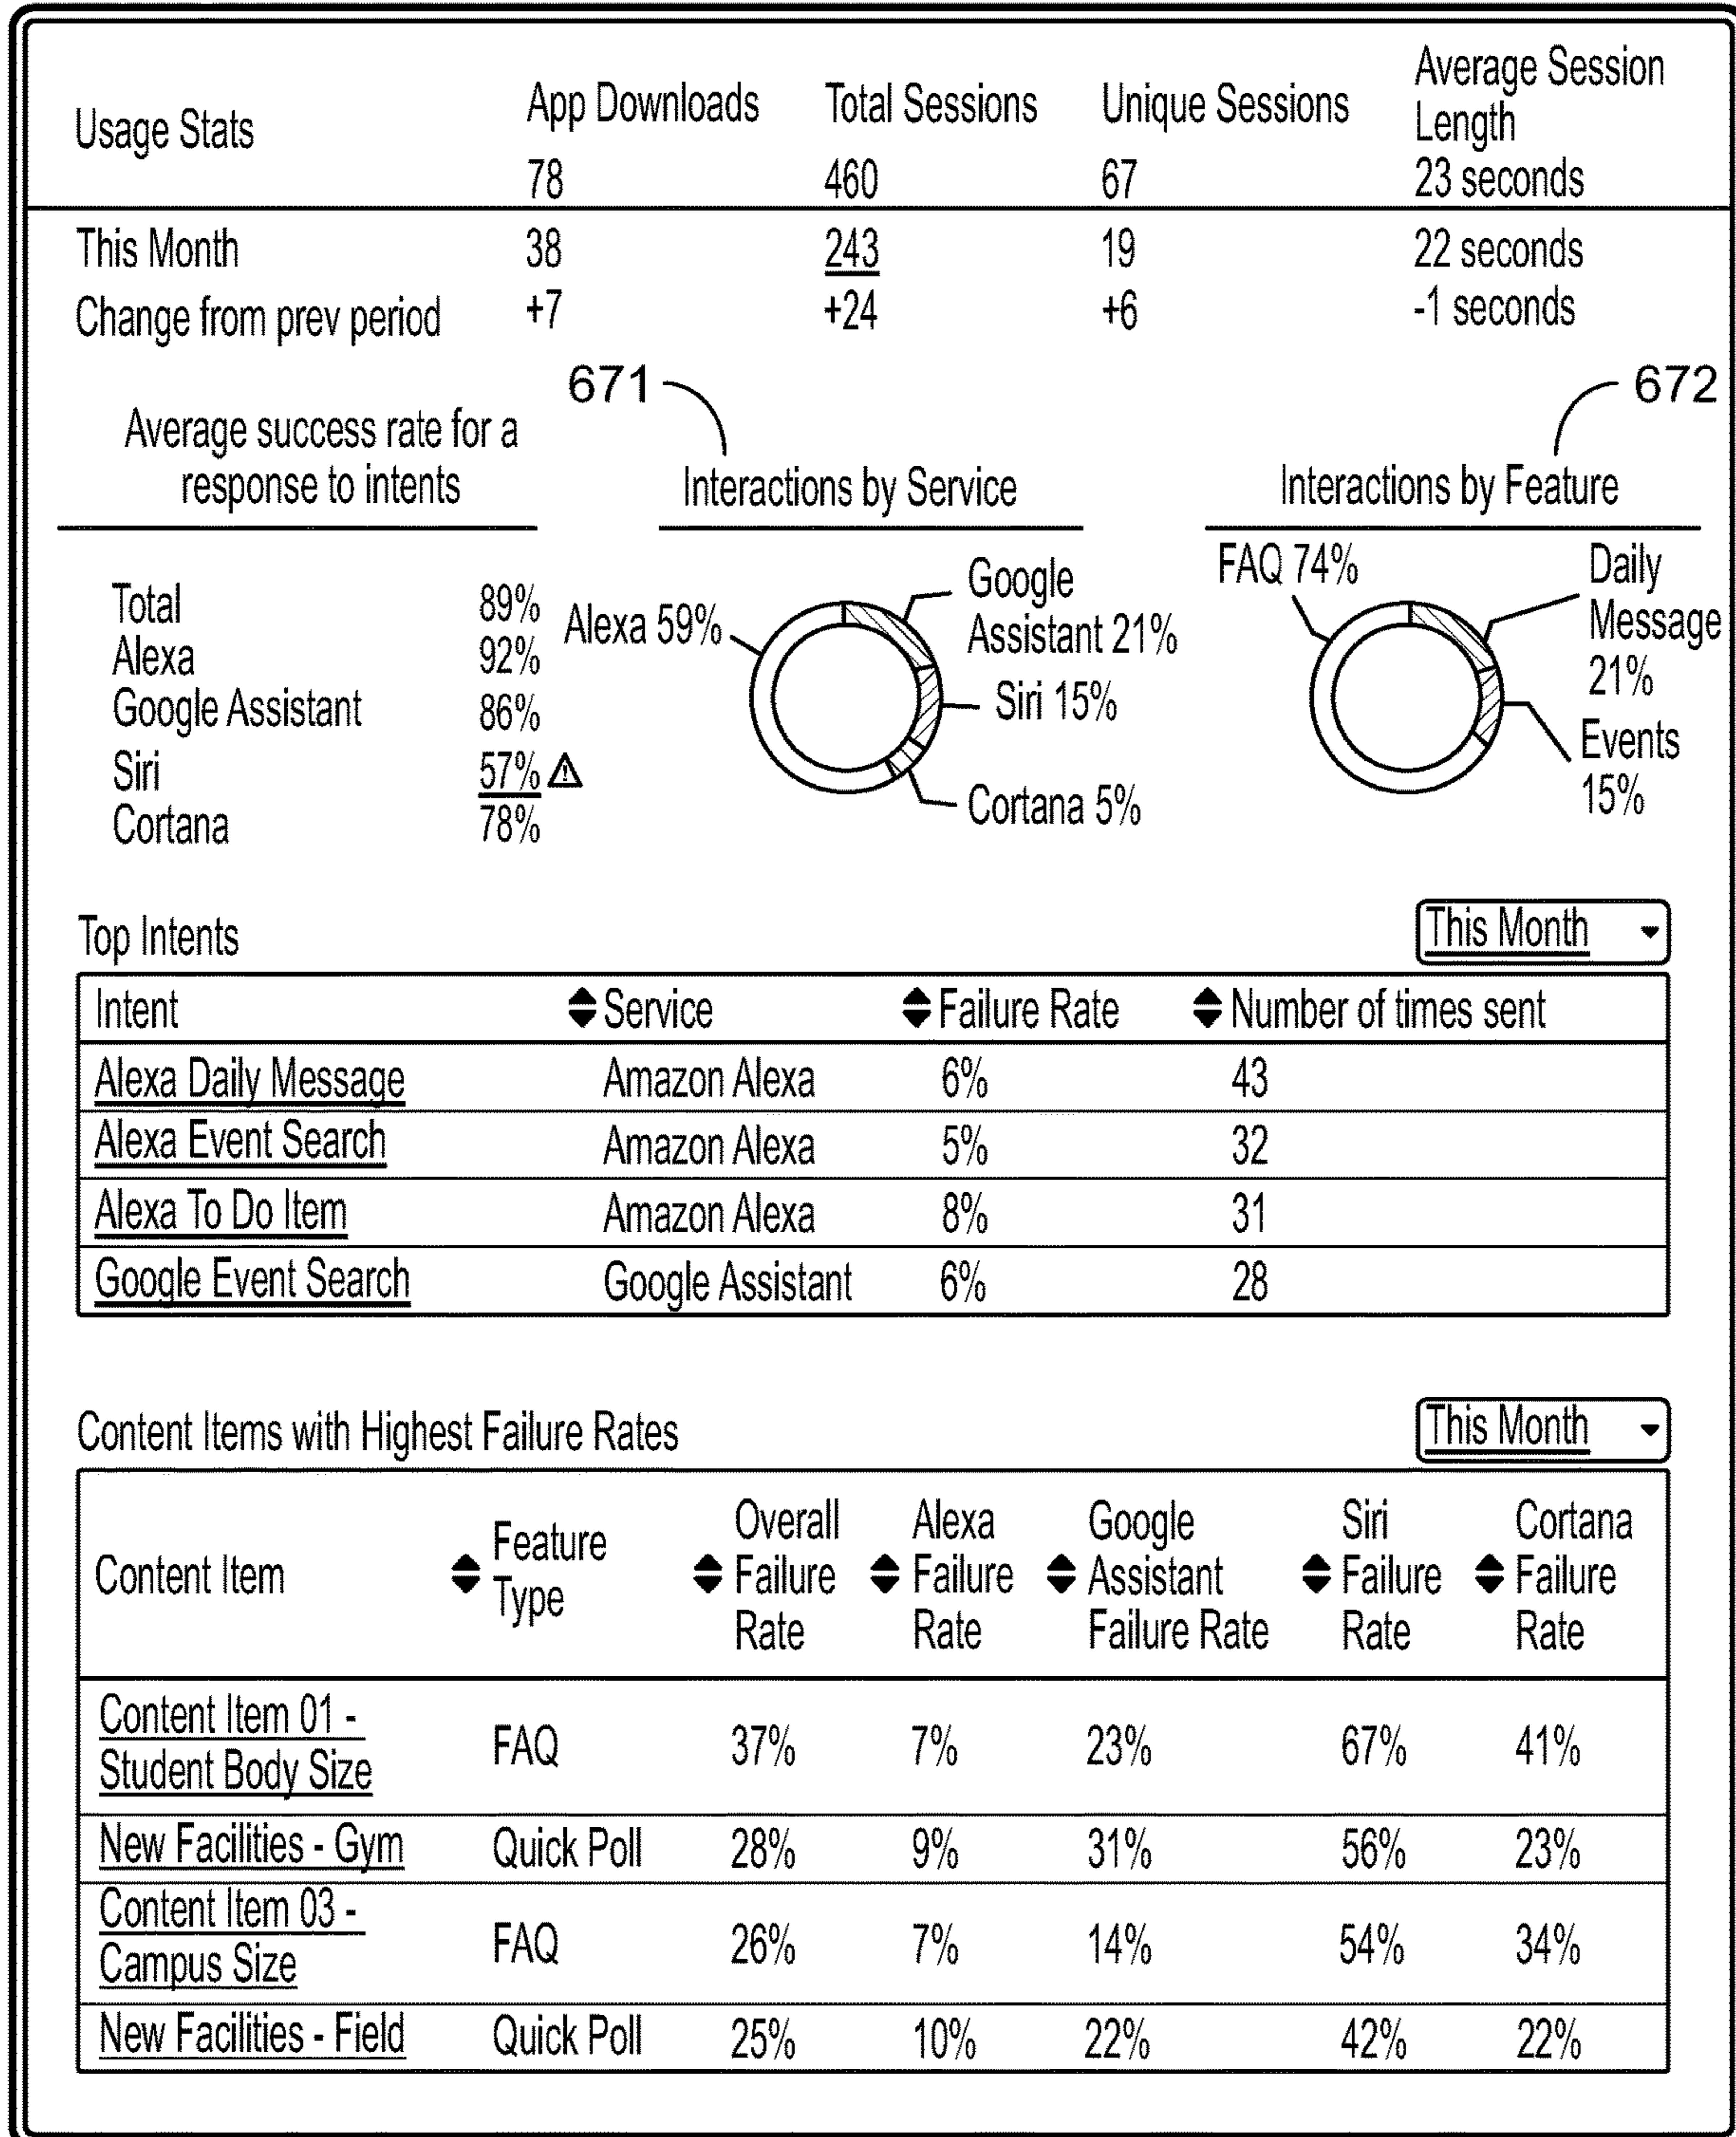 Usage Stats
App Downloads
Total Sessions
Unique Sessions
Average Session
Length
78
460
67
23 seconds
This Month
38
243
19
22 seconds
Change from prev period
+7
+24
+6
-1 seconds
671
672
Average success rate for a
response to intents
Total 89%
Alexa 92%
Google Assistant 86%
Siri 57%
Cortana 78%
Interactions by Service
Alexa 59%
Google
Assistant 21%
Siri 15%
Cortana 5%
Interactions by Feature
FAQ 74%
Daily
Message
21%
Events
15%
Top Intents
This Month
Intent Service Failure Rate Number of times sent
Alexa Daily Message Amazon Alexa 6% 43
Alexa Event Search Amazon Alexa 5% 32
Alexa To Do Item Amazon Alexa 8% 31
Google Event Search Google Assistant 6% 28
Content Items with Highest Failure Rates
This Month
Content Item
Feature
Type
Overall
Failure
Rate
Alexa
Failure
Rate
Google
Assistant
Failure Rate
Siri
Failure
Rate
Cortana
Failure
Rate
Content Item 01 -
Student Body Size
FAQ 37% 7% 23% 67% 41%
New Facilities - Gym Quick Poll 28% 9% 31% 56% 23%
Content Item 03 -
Campus Size
FAQ 26% 7% 14% 54% 34%
New Facilities - Field Quick Poll 25% 10% 22% 42% 22%